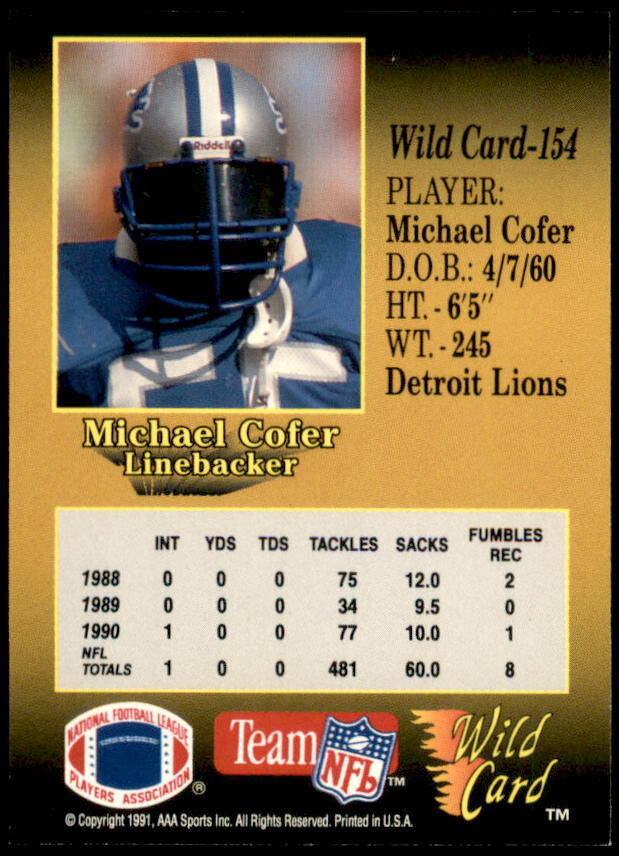 Riddell
Wild Card-154
PLAYER:
Michael Cofer
D.O.B.: 4/7/60
HT. - 6'5"
WT. - 245
Detroit Lions
Michael Cofer
Linebacker
INT YDS TDS TACKLES SACKS FUMBLES REC
1988 0 0 0 75 12.0 2
1989 0 0 0 34 9.5 0
1990 1 0 0 77 10.0 1
NFL TOTALS 1 0 0 481 60.0 8
NATIONAL FOOTBALL LEAGUE
PLAYERS ASSOCIATION ®
Team NFL ™
Wild Card ™
© Copyright 1991, AAA Sports Inc. All Rights Reserved. Printed in U.S.A.